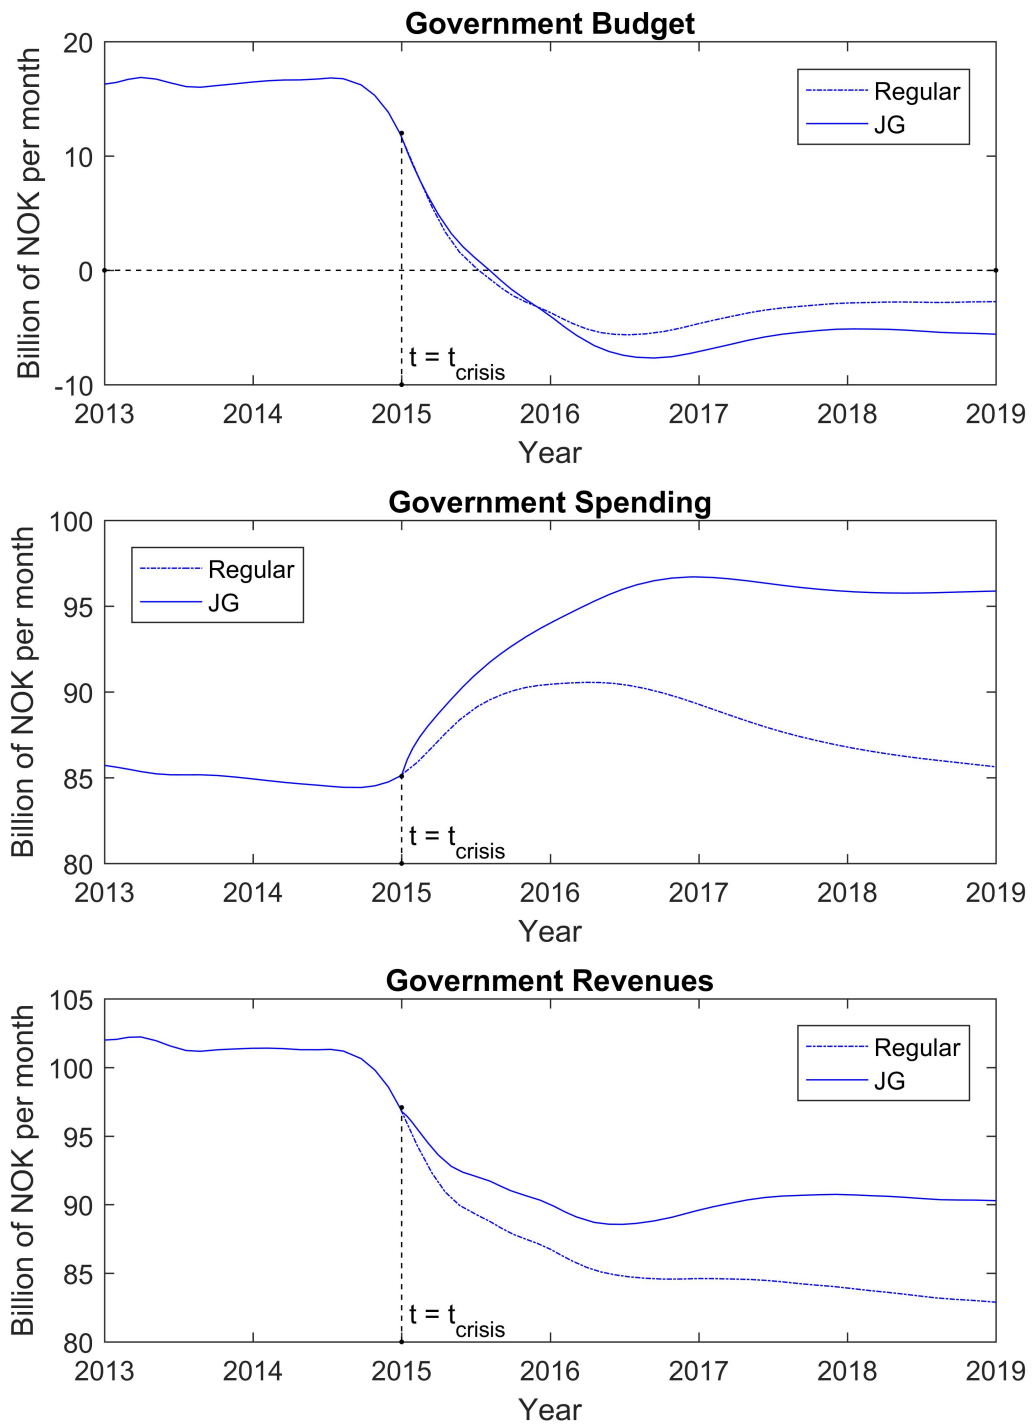 Government Budget
Billion of NOK per month
20
10
0
-10
Regular
JG
t = t_crisis
2013 2014 2015 2016 2017 2018 2019
Year
Government Spending
Billion of NOK per month
100
95
90
85
80
Regular
JG
t = t_crisis
2013 2014 2015 2016 2017 2018 2019
Year
Government Revenues
Billion of NOK per month
105
100
95
90
85
80
Regular
JG
t = t_crisis
2013 2014 2015 2016 2017 2018 2019
Year